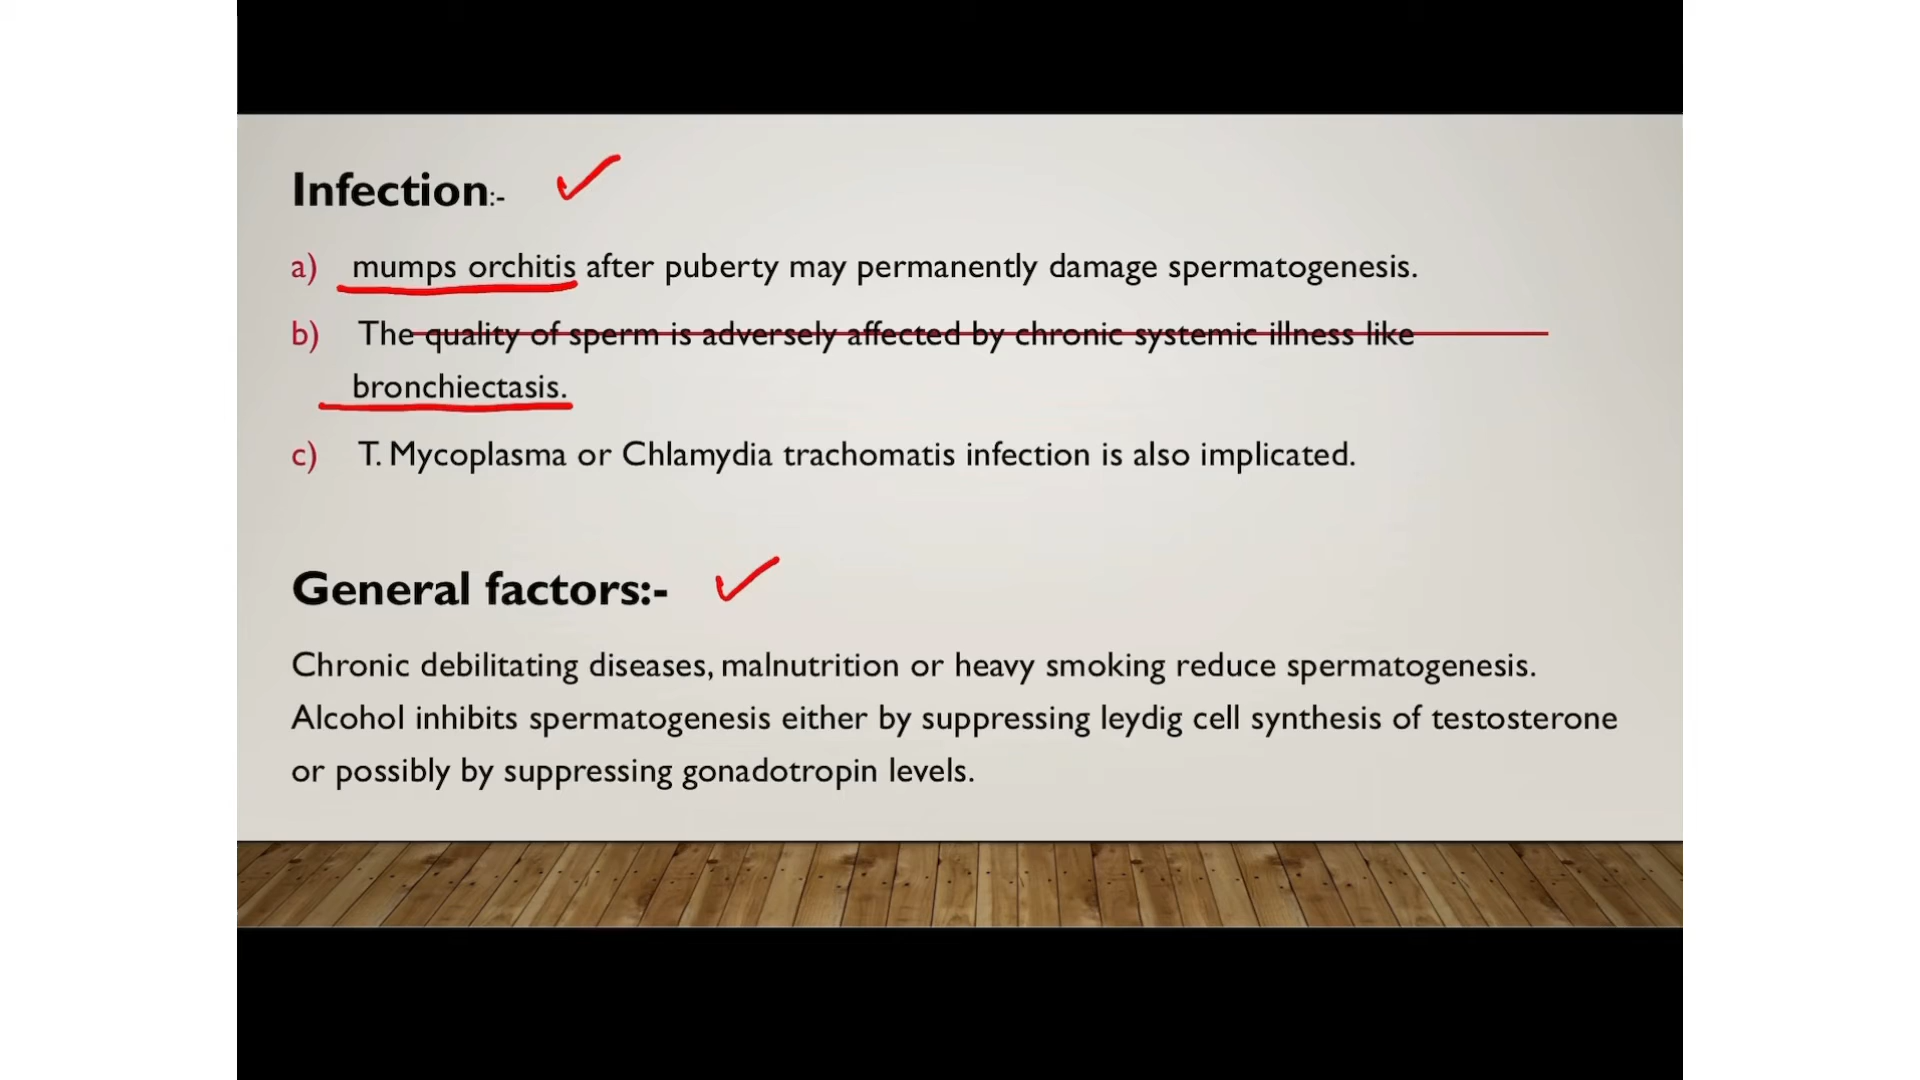 Infection:-
a) mumps orchitis after puberty may permanently damage spermatogenesis.
b) The quality of sperm is adversely affected by chronic systemic illness like
bronchiectasis.
c) T. Mycoplasma or Chlamydia trachomatis infection is also implicated.
General factors:-
Chronic debilitating diseases, malnutrition or heavy smoking reduce spermatogenesis.
Alcohol inhibits spermatogenesis either by suppressing leydig cell synthesis of testosterone
or possibly by suppressing gonadotropin levels.